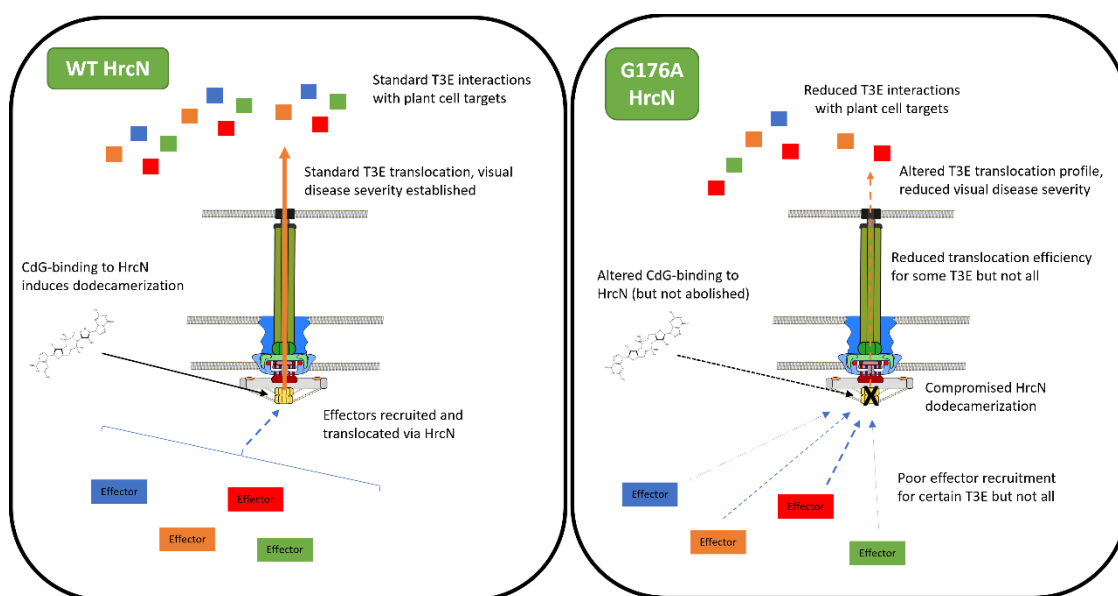 WT HrcN
Standard T3E interactions
with plant cell targets
Standard T3E translocation, visual
disease severity established
CdG-binding to HrcN
induces dodecamerization
Effectors recruited and
translocated via HrcN
Effector
Effector
Effector
Effector
G176A
HrcN
Reduced T3E interactions
with plant cell targets
Altered T3E translocation profile,
reduced visual disease severity
Reduced translocation efficiency
for some T3E but not all
Altered CdG-binding to
HrcN (but not abolished)
Compromised HrcN
dodecamerization
X
Poor effector recruitment
for certain T3E but not all
Effector
Effector
Effector
Effector